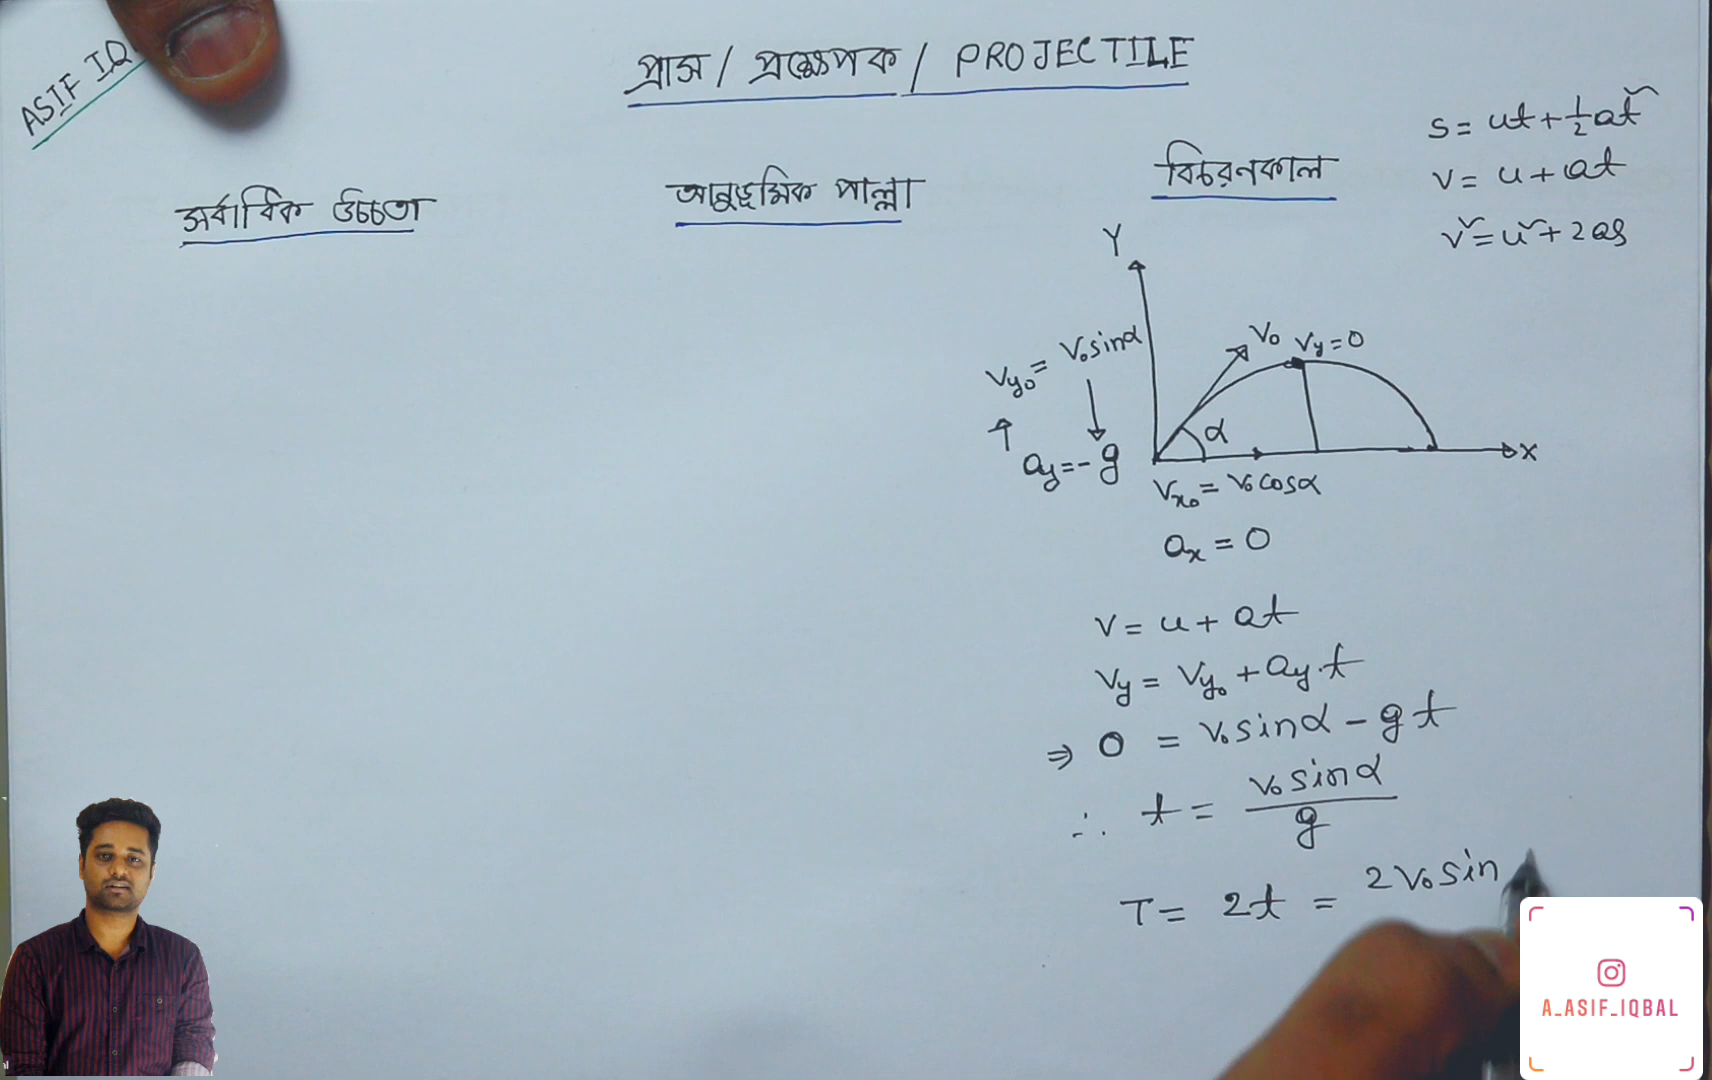 ASIF IQ
প্রাস / প্রক্ষেপক / PROJECTILE
সর্বাধিক উচ্চতা
আনুভূমিক পাল্লা
বিচরনকাল
S = ut + ½at²
v = u + at
v² = u² + 2as
Y
Vy₀ = V₀sinα
ay = -g
V₀ Vy = 0
α
X
Vx₀ = V₀cosα
ax = 0
v = u + at
Vy = Vy₀ + ay.t
⇒ 0 = V₀sinα - gt
∴ t = V₀sinα / g
T = 2t = 2V₀sin
A_ASIF_IQBAL